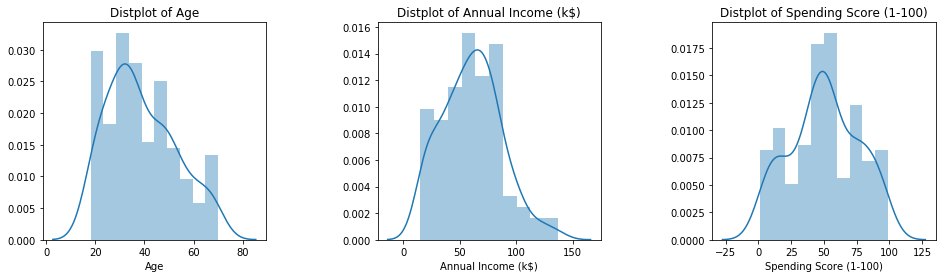 Distplot of Age
0.030
0.025
0.020
0.015
0.010
0.005
0.000
0 20 40 60 80
Age
Distplot of Annual Income (k$)
0.016
0.014
0.012
0.010
0.008
0.006
0.004
0.002
0.000
0 50 100 150
Annual Income (k$)
Distplot of Spending Score (1-100)
0.0175
0.0150
0.0125
0.0100
0.0075
0.0050
0.0025
0.0000
−25 0 25 50 75 100 125
Spending Score (1-100)